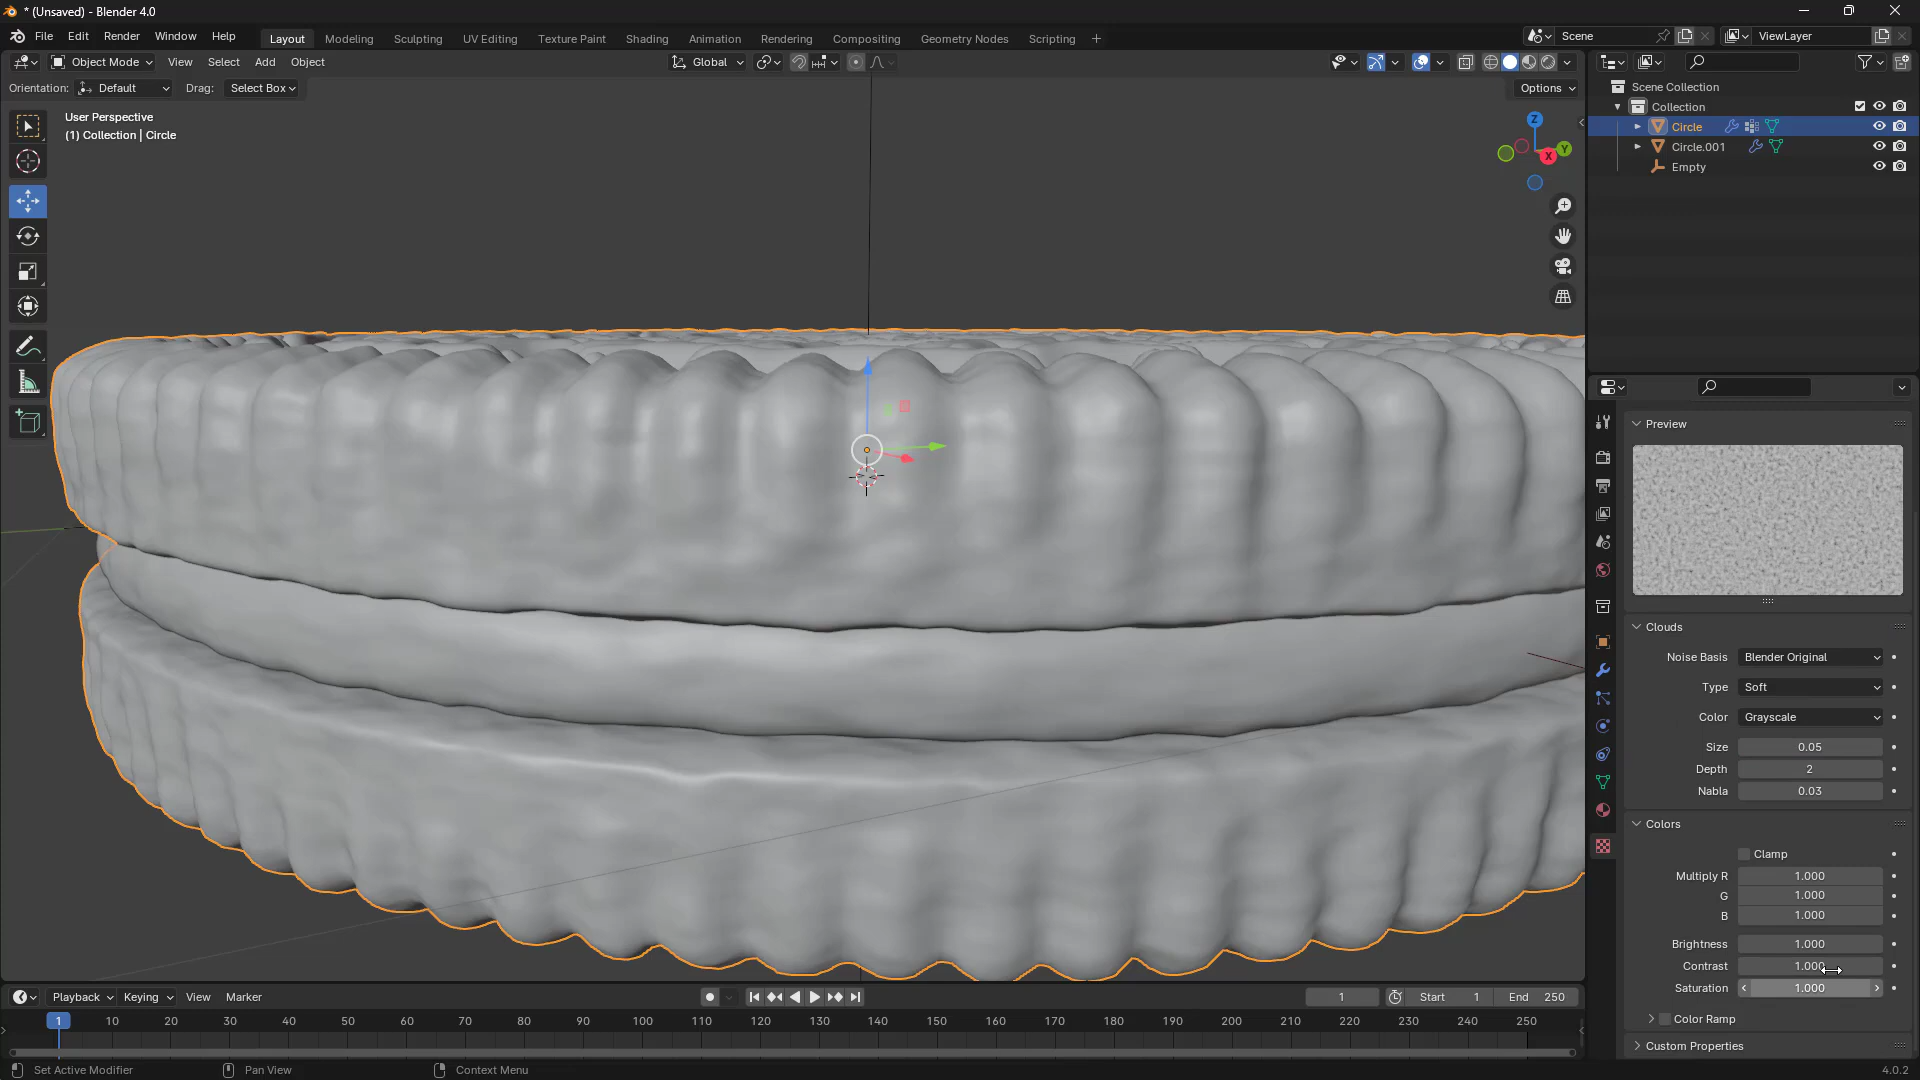 * (Unsaved) - Blender 4.0
File Edit Render Window Help
Layout Modeling Sculpting UV Editing Texture Paint Shading Animation Rendering Compositing Geometry Nodes Scripting +
Scene
ViewLayer
Object Mode View Select Add Object
Global
Orientation: Default Drag: Select Box
Options
User Perspective
(1) Collection | Circle
Z
Y
X
Scene Collection
Collection
Circle
Circle.001
Empty
Preview
Clouds
Noise Basis Blender Original
Type Soft
Color Grayscale
Size 0.05
Depth 2
Nabla 0.03
Colors
Clamp
Multiply R 1.000
G 1.000
B 1.000
Brightness 1.000
Contrast 1.000
Saturation 1.000
Color Ramp
Custom Properties
Playback Keying View Marker
1 Start 1 End 250
1 10 20 30 40 50 60 70 80 90 100 110 120 130 140 150 160 170 180 190 200 210 220 230 240 250
Set Active Modifier Pan View Context Menu
4.0.2